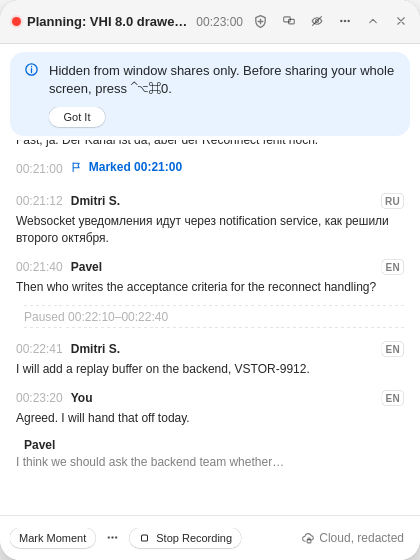 Planning: VHI 8.0 drawe… 00:23:00
Hidden from window shares only. Before sharing your whole
screen, press ^⌥⌘0.
Got It
Fast, ja. Der Kanal ist da, aber der Reconnect fehlt noch.
00:21:00 Marked 00:21:00
00:21:12 Dmitri S. RU
Websocket уведомления идут через notification service, как решили
второго октября.
00:21:40 Pavel EN
Then who writes the acceptance criteria for the reconnect handling?
Paused 00:22:10–00:22:40
00:22:41 Dmitri S. EN
I will add a replay buffer on the backend, VSTOR-9912.
00:23:20 You EN
Agreed. I will hand that off today.
Pavel
I think we should ask the backend team whether…
Mark Moment ••• Stop Recording Cloud, redacted